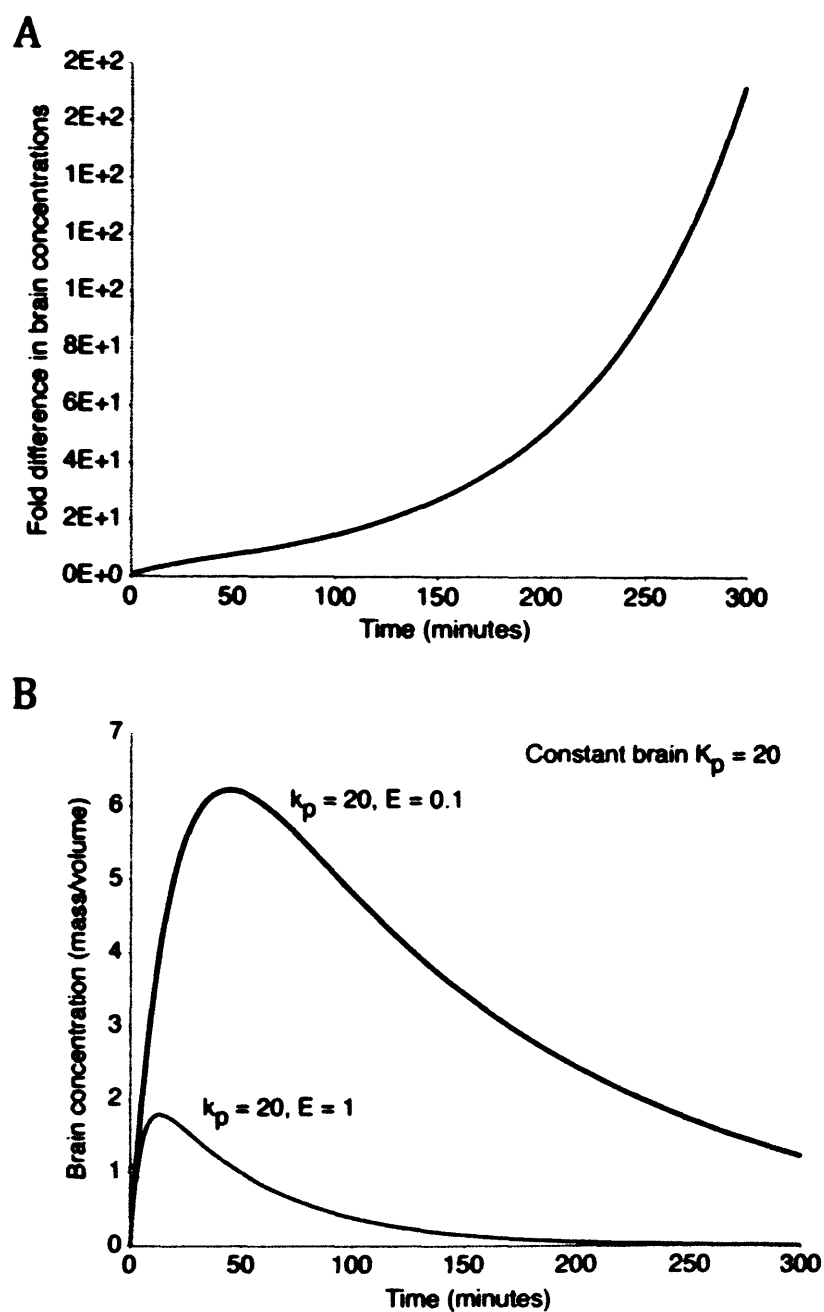 A
Fold difference in brain concentrations
2E+2
2E+2
1E+2
1E+2
1E+2
8E+1
6E+1
4E+1
2E+1
0E+0
0 50 100 150 200 250 300
Time (minutes)
B
Brain concentration (mass/volume)
7
6
5
4
3
2
1
0
Constant brain Kp = 20
kp = 20, E = 0.1
kp = 20, E = 1
0 50 100 150 200 250 300
Time (minutes)